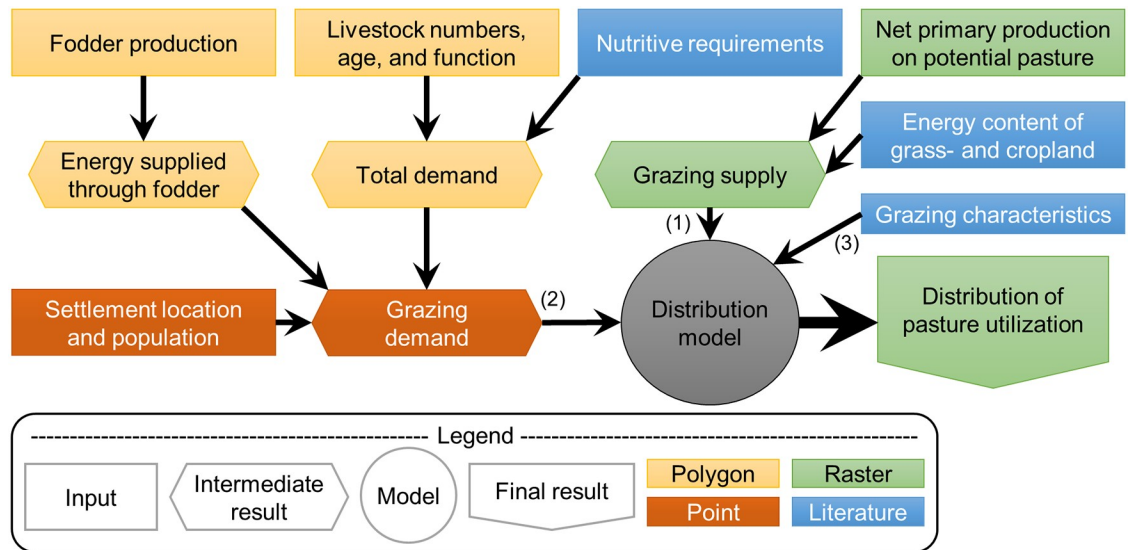 Fodder production
Livestock numbers,
age, and function
Nutritive requirements
Net primary production
on potential pasture
Energy content of
grass- and cropland
Energy supplied
through fodder
Total demand
Grazing supply
(1)
Grazing characteristics
(3)
Settlement location
and population
Grazing
demand
(2)
Distribution
model
Distribution of
pasture utilization
Legend
Input
Intermediate
result
Model
Final result
Polygon
Raster
Point
Literature